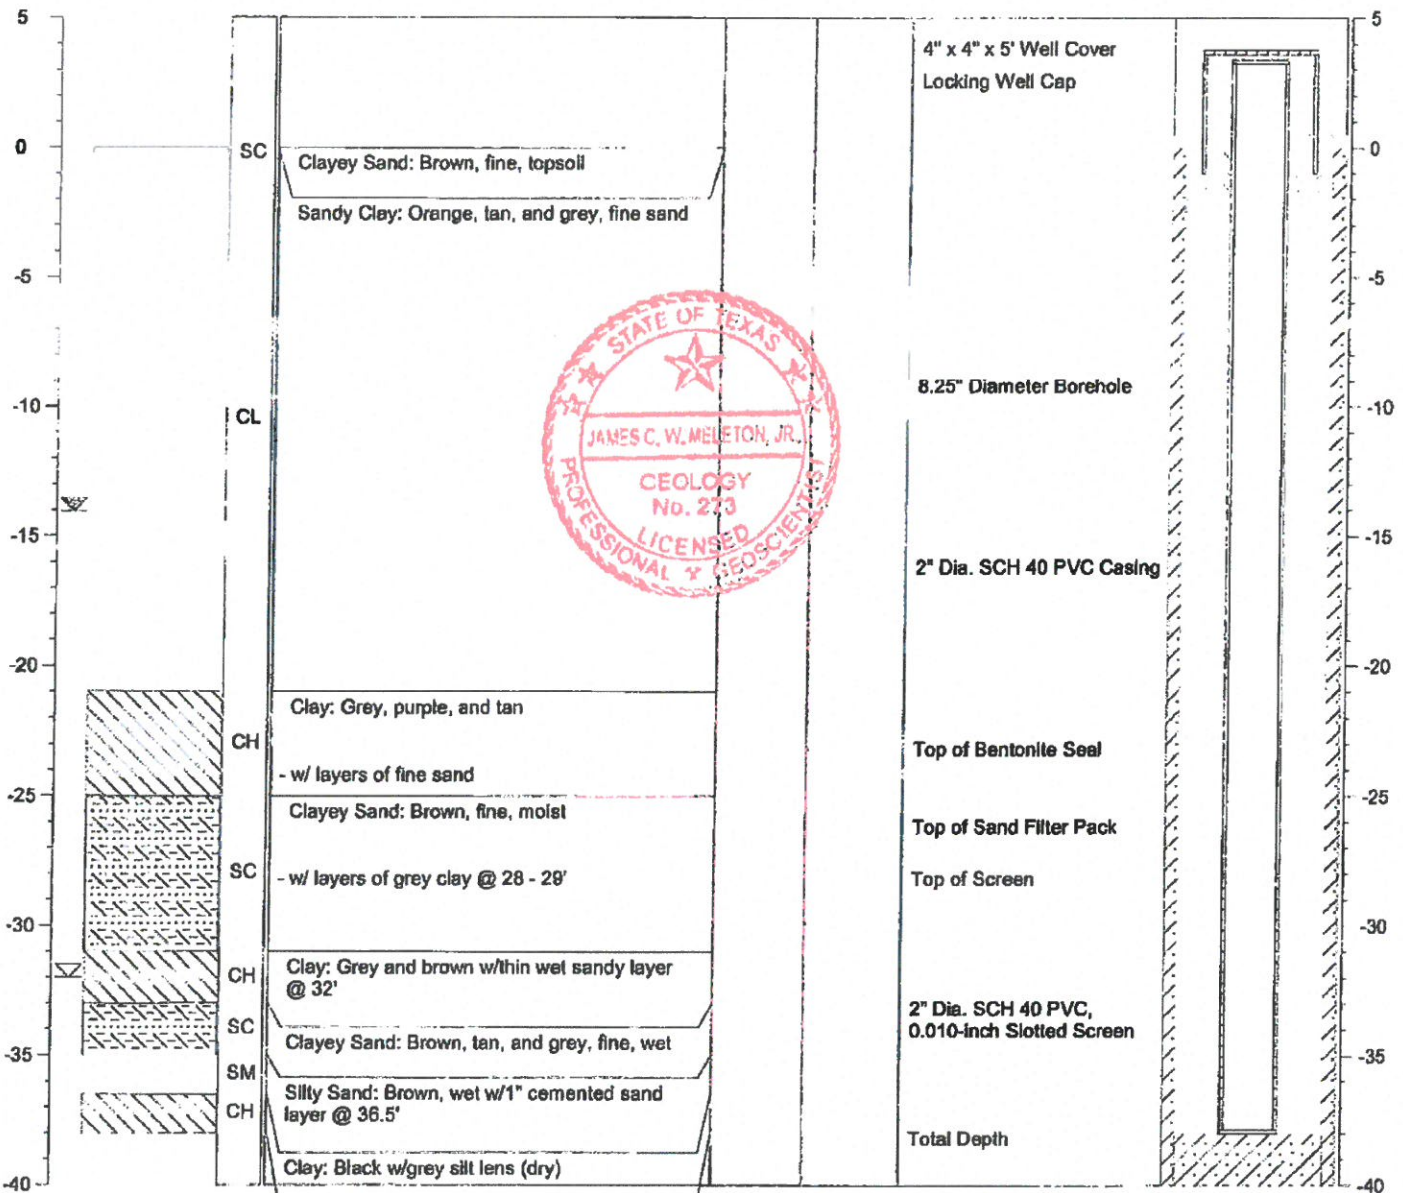 5
0
-5
-10
-15
-20
-25
-30
-35
-40
SC
CL
CH
SC
CH
SC
SM
CH
Clayey Sand: Brown, fine, topsoil
Sandy Clay: Orange, tan, and grey, fine sand
Clay: Grey, purple, and tan
- w/ layers of fine sand
Clayey Sand: Brown, fine, moist
- w/ layers of grey clay @ 28 - 29'
Clay: Grey and brown w/thin wet sandy layer
@ 32'
Clayey Sand: Brown, tan, and grey, fine, wet
Silty Sand: Brown, wet w/1" cemented sand
layer @ 36.5'
Clay: Black w/grey silt lens (dry)
STATE OF TEXAS
JAMES C. W. MELETON, JR.
GEOLOGY
No. 273
LICENSED
PROFESSIONAL GEOSCIENTIST
4" x 4" x 5' Well Cover
Locking Well Cap
8.25" Diameter Borehole
2" Dia. SCH 40 PVC Casing
Top of Bentonite Seal
Top of Sand Filter Pack
Top of Screen
2" Dia. SCH 40 PVC,
0.010-inch Slotted Screen
Total Depth
5
0
-5
-10
-15
-20
-25
-30
-35
-40